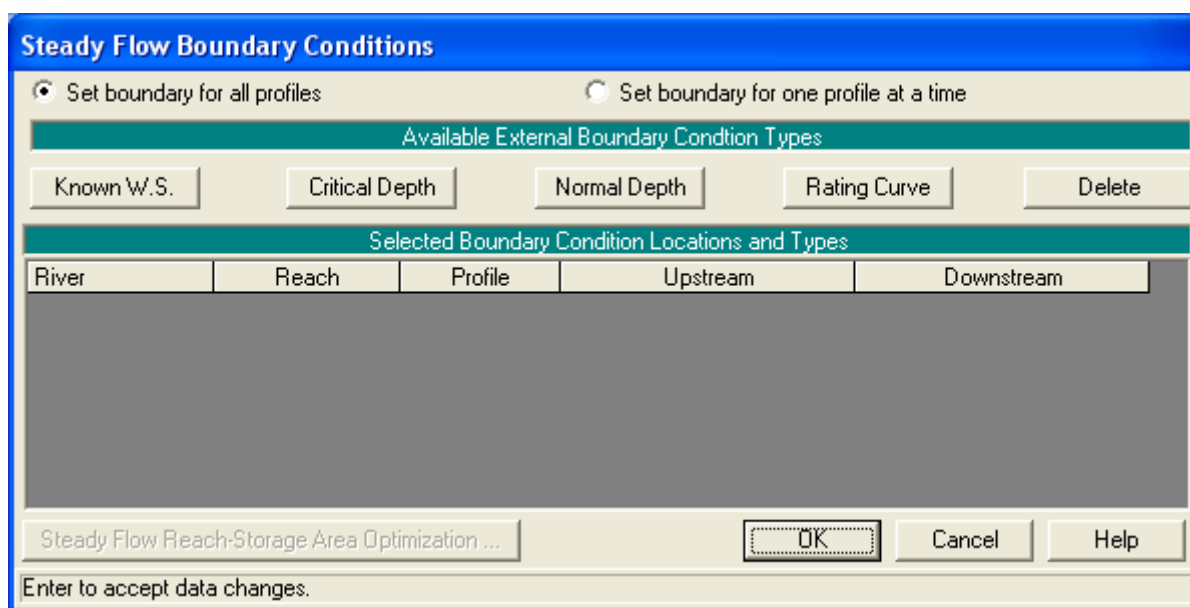 Steady Flow Boundary Conditions
Set boundary for all profiles Set boundary for one profile at a time
Available External Boundary Condtion Types
Known W.S. Critical Depth Normal Depth Rating Curve Delete
Selected Boundary Condition Locations and Types
River Reach Profile Upstream Downstream
Steady Flow Reach-Storage Area Optimization ... OK Cancel Help
Enter to accept data changes.